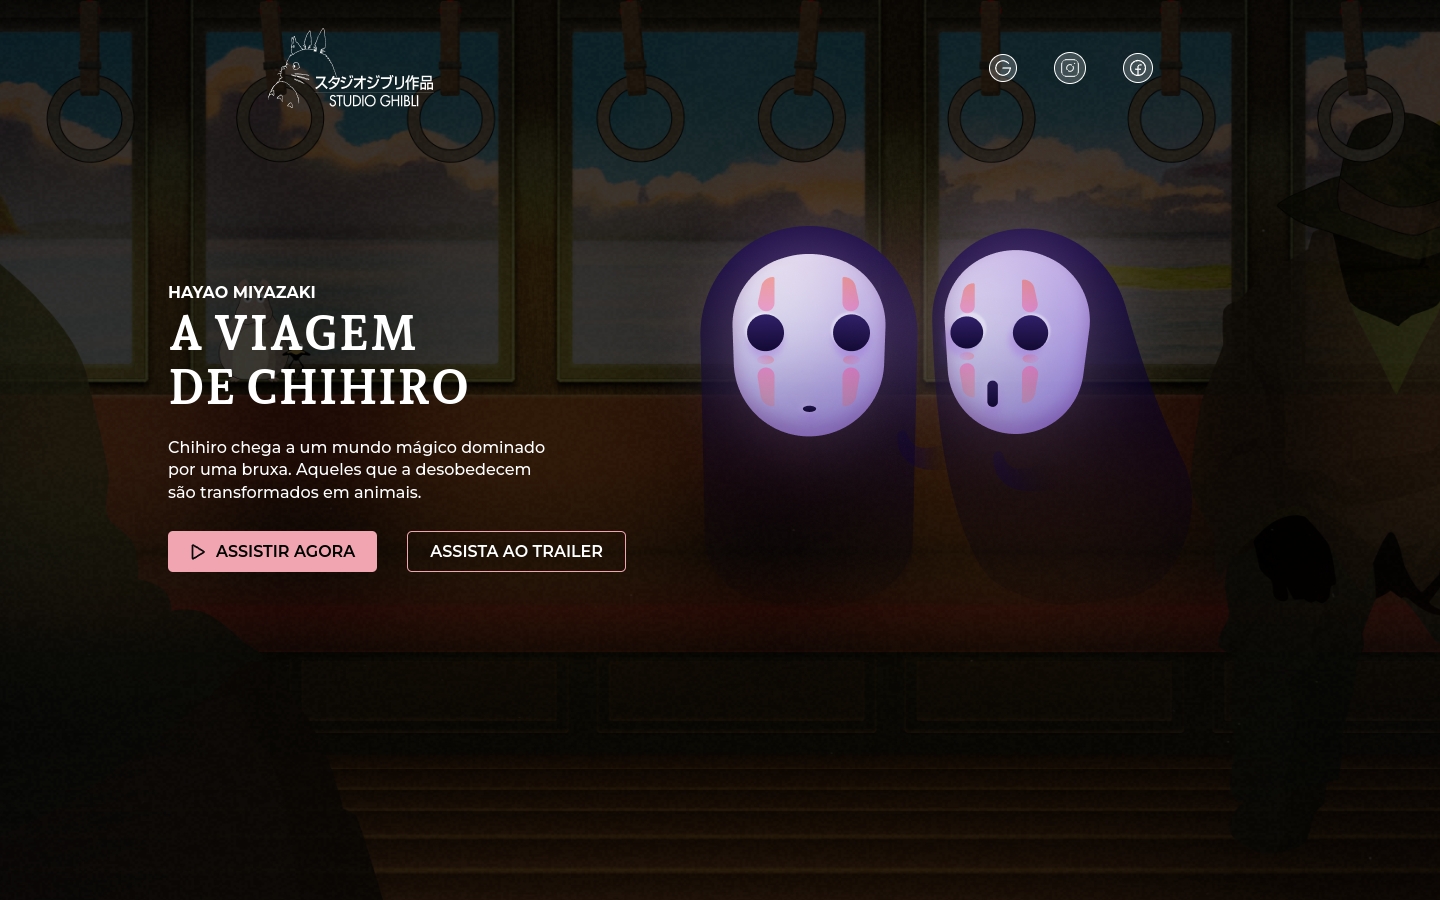 スタジオジブリ作品
STUDIO GHIBLI
HAYAO MIYAZAKI
A VIAGEM
DE CHIHIRO
Chihiro chega a um mundo mágico dominado
por uma bruxa. Aqueles que a desobedecem
são transformados em animais.
ASSISTIR AGORA
ASSISTA AO TRAILER